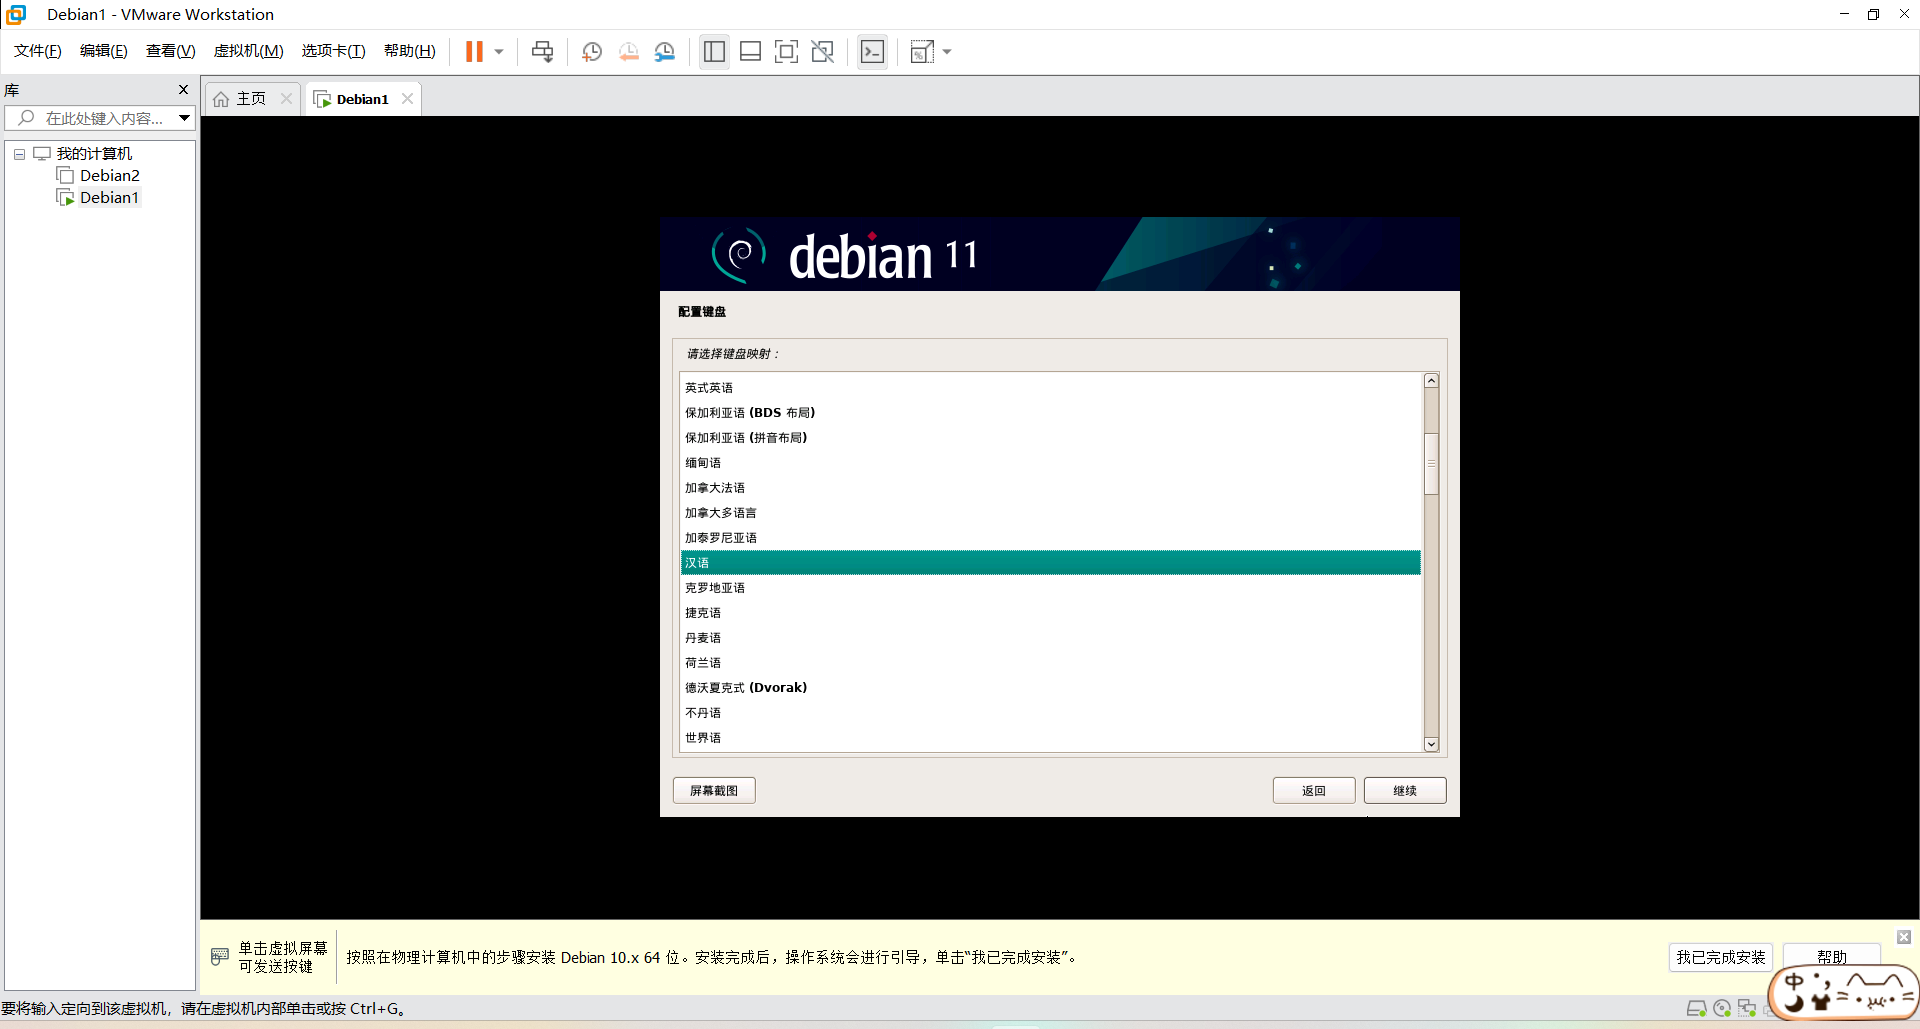 Debian1 - VMware Workstation
文件(F) 编辑(E) 查看(V) 虚拟机(M) 选项卡(T) 帮助(H)
库
主页
Debian1
在此处键入内容...
我的计算机
Debian2
Debian1
debian 11
配置键盘
请选择键盘映射：
英式英语
保加利亚语 (BDS 布局)
保加利亚语 (拼音布局)
缅甸语
加拿大法语
加拿大多语言
加泰罗尼亚语
汉语
克罗地亚语
捷克语
丹麦语
荷兰语
德沃夏克式 (Dvorak)
不丹语
世界语
屏幕截图
返回
继续
单击虚拟屏幕
可发送按键
按照在物理计算机中的步骤安装 Debian 10.x 64 位。安装完成后，操作系统会进行引导，单击“我已完成安装”。
我已完成安装
帮助
中
要将输入定向到该虚拟机，请在虚拟机内部单击或按 Ctrl+G。